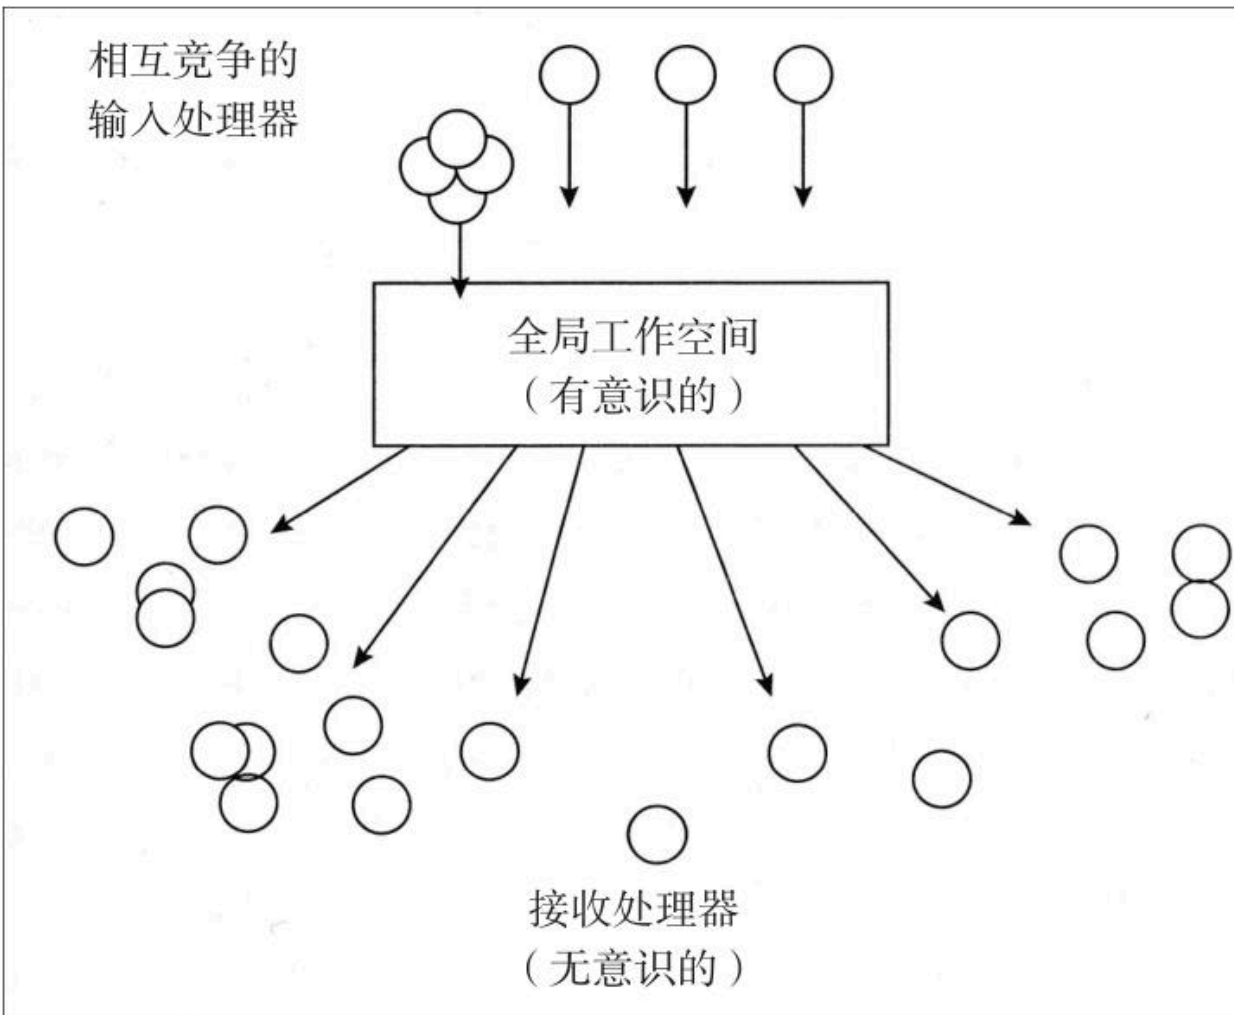 相互竞争的
输入处理器
全局工作空间
（有意识的）
接收处理器
（无意识的）